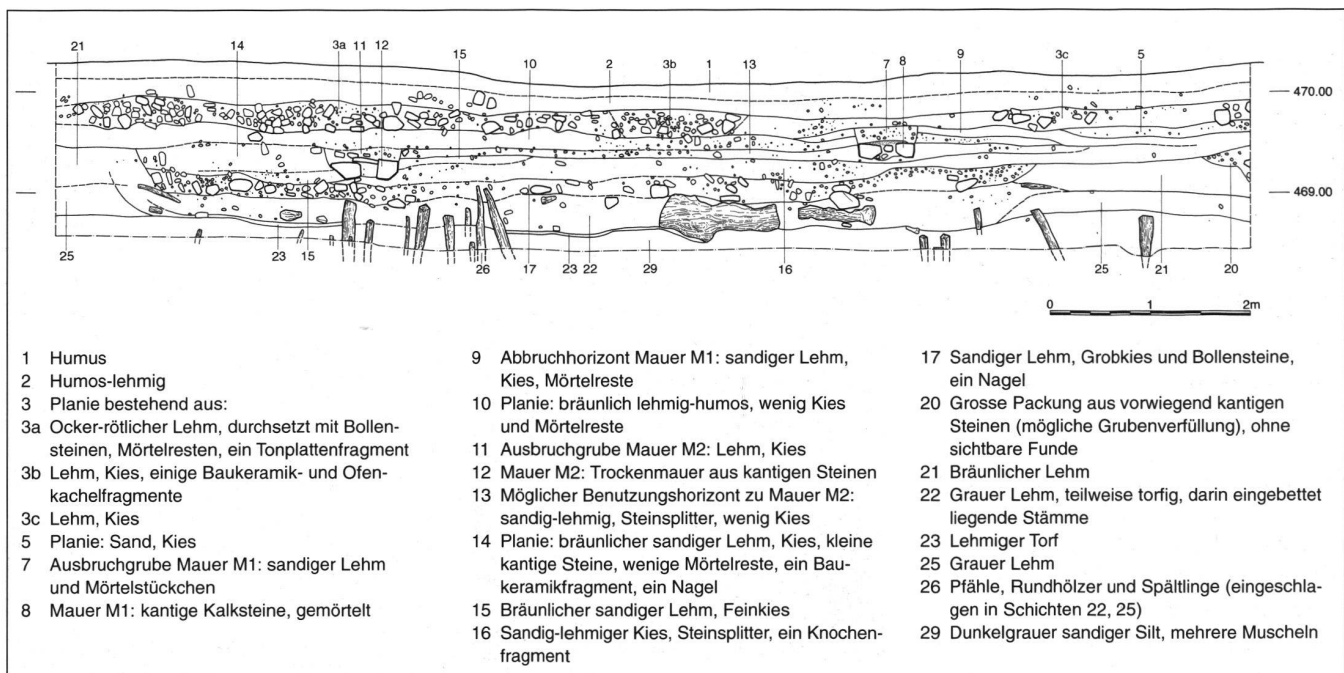 21 14 3a 11 12 15 10 2 3b 1 13 7 8 9 3c 5
470.00
469.00
25 23 15 26 17 23 22 29 16 25 21 20
0 1 2m
1 Humus
2 Humos-lehmig
3 Planie bestehend aus:
3a Ocker-rötlicher Lehm, durchsetzt mit Bollen-
steinen, Mörtelresten, ein Tonplattenfragment
3b Lehm, Kies, einige Baukeramik- und Ofen-
kachelfragmente
3c Lehm, Kies
5 Planie: Sand, Kies
7 Ausbruchgrube Mauer M1: sandiger Lehm
und Mörtelstückchen
8 Mauer M1: kantige Kalksteine, gemörtelt
9 Abbruchhorizont Mauer M1: sandiger Lehm,
Kies, Mörtelreste
10 Planie: bräunlich lehmig-humos, wenig Kies
und Mörtelreste
11 Ausbruchgrube Mauer M2: Lehm, Kies
12 Mauer M2: Trockenmauer aus kantigen Steinen
13 Möglicher Benutzungshorizont zu Mauer M2:
sandig-lehmig, Steinsplitter, wenig Kies
14 Planie: bräunlicher sandiger Lehm, Kies, kleine
kantige Steine, wenige Mörtelreste, ein Bau-
keramikfragment, ein Nagel
15 Bräunlicher sandiger Lehm, Feinkies
16 Sandig-lehmiger Kies, Steinsplitter, ein Knochen-
fragment
17 Sandiger Lehm, Grobkies und Bollensteine,
ein Nagel
20 Grosse Packung aus vorwiegend kantigen
Steinen (mögliche Grubenverfüllung), ohne
sichtbare Funde
21 Bräunlicher Lehm
22 Grauer Lehm, teilweise torfig, darin eingebettet
liegende Stämme
23 Lehmiger Torf
25 Grauer Lehm
26 Pfähle, Rundhölzer und Spältlinge (eingeschla-
gen in Schichten 22, 25)
29 Dunkelgrauer sandiger Silt, mehrere Muscheln